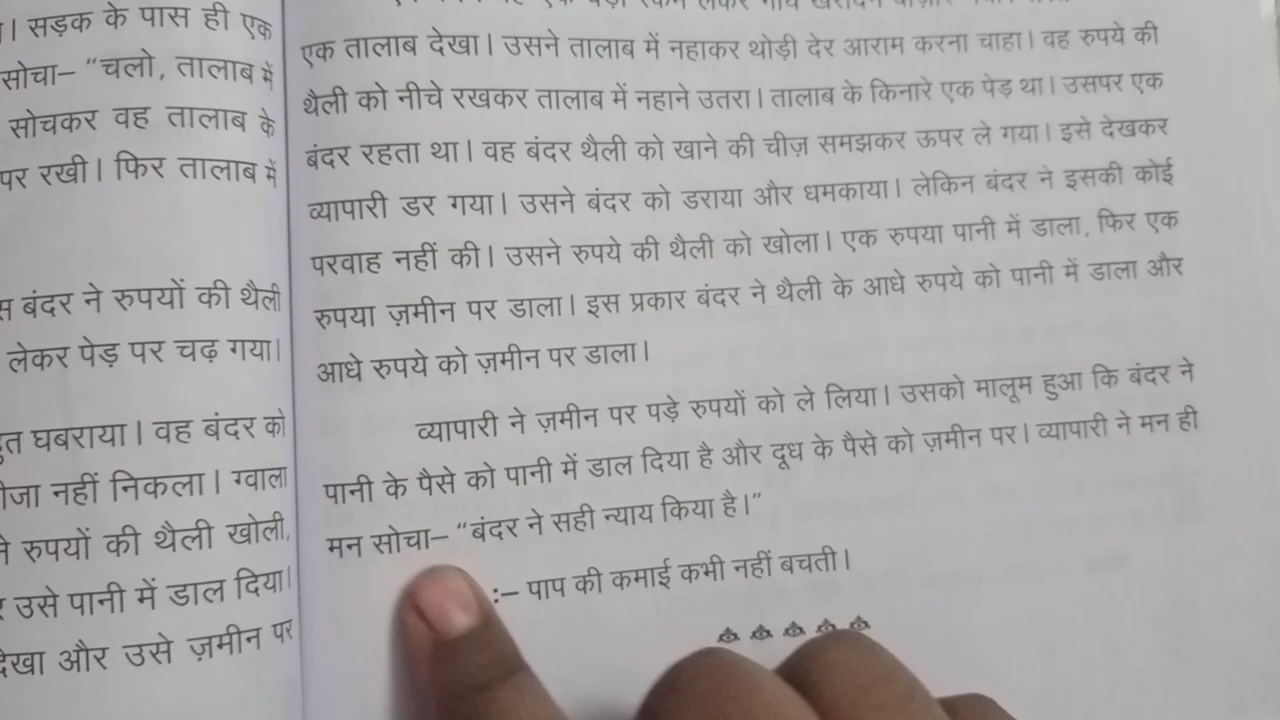 । सड़क के पास ही एक
सोचा– “चलो, तालाब में
सोचकर वह तालाब के
पर रखी। फिर तालाब में
बंदर ने रुपयों की थैली
लेकर पेड़ पर चढ़ गया।
घबराया। वह बंदर को
नहीं निकला। ग्वाला
रुपयों की थैली खोली,
उसे पानी में डाल दिया।
देखा और उसे ज़मीन पर
एक तालाब देखा। उसने तालाब में नहाकर थोड़ी देर आराम करना चाहा। वह रुपये की
थैली को नीचे रखकर तालाब में नहाने उतरा। तालाब के किनारे एक पेड़ था। उसपर एक
बंदर रहता था। वह बंदर थैली को खाने की चीज़ समझकर ऊपर ले गया। इसे देखकर
व्यापारी डर गया। उसने बंदर को डराया और धमकाया। लेकिन बंदर ने इसकी कोई
परवाह नहीं की। उसने रुपये की थैली को खोला। एक रुपया पानी में डाला, फिर एक
रुपया ज़मीन पर डाला। इस प्रकार बंदर ने थैली के आधे रुपये को पानी में डाला और
आधे रुपये को ज़मीन पर डाला।
व्यापारी ने ज़मीन पर पड़े रुपयों को ले लिया। उसको मालूम हुआ कि बंदर ने
पानी के पैसे को पानी में डाल दिया है और दूध के पैसे को ज़मीन पर। व्यापारी ने मन ही
मन सोचा– “बंदर ने सही न्याय किया है।”
:– पाप की कमाई कभी नहीं बचती।